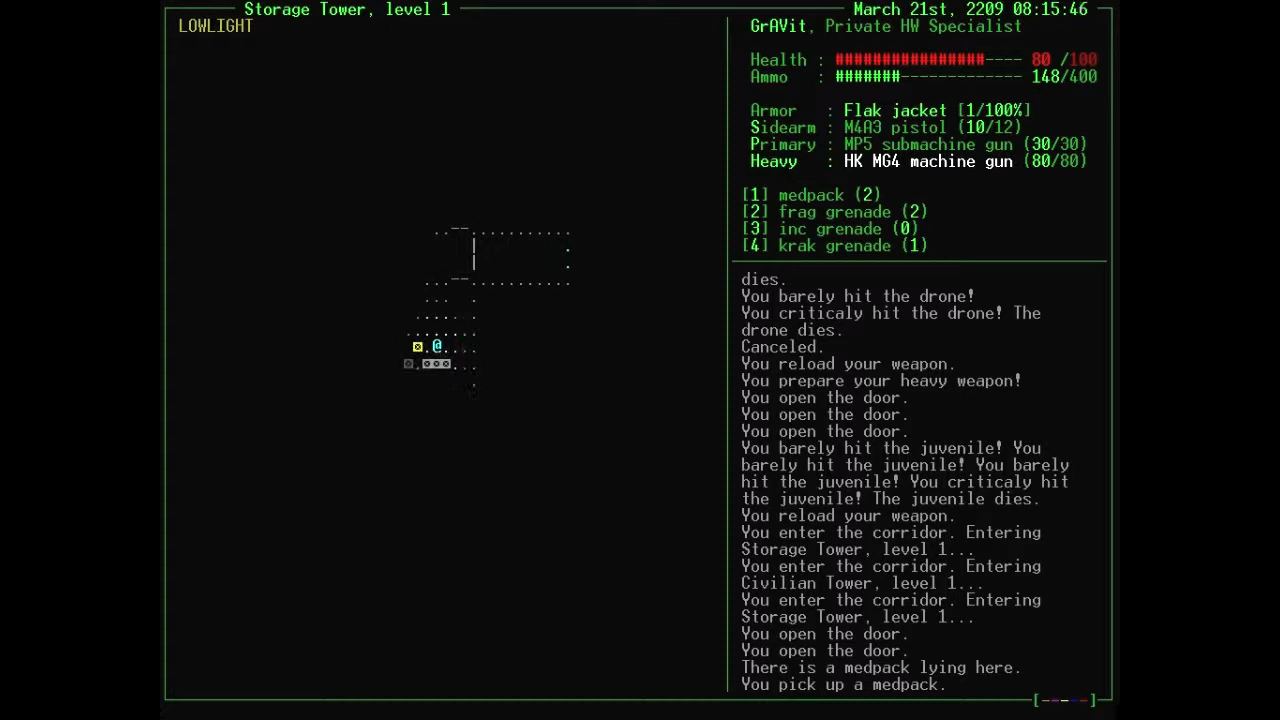 Storage Tower, level 1
March 21st, 2209 08:15:46
LOWLIGHT
GrAVit, Private HW Specialist
Health : ################---- 80 /100
Ammo : #######------------- 148/400
Armor : Flak jacket [1/100%]
Sidearm : M4A3 pistol (10/12)
Primary : MP5 submachine gun (30/30)
Heavy : HK MG4 machine gun (80/80)
[1] medpack (2)
[2] frag grenade (2)
[3] inc grenade (0)
[4] krak grenade (1)
dies.
You barely hit the drone!
You criticaly hit the drone! The
drone dies.
Canceled.
You reload your weapon.
You prepare your heavy weapon!
You open the door.
You open the door.
You open the door.
You barely hit the juvenile! You
barely hit the juvenile! You barely
hit the juvenile! You criticaly hit
the juvenile! The juvenile dies.
You reload your weapon.
You enter the corridor. Entering
Storage Tower, level 1...
You enter the corridor. Entering
Civilian Tower, level 1...
You enter the corridor. Entering
Storage Tower, level 1...
You open the door.
You open the door.
There is a medpack lying here.
You pick up a medpack.
[-----]